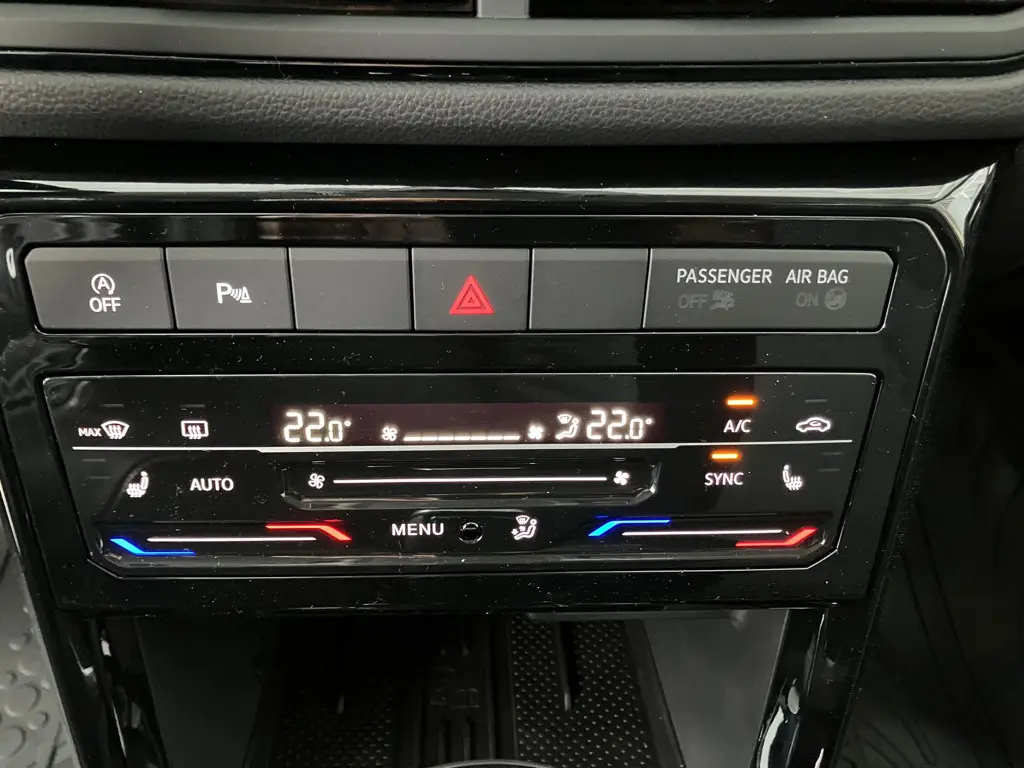 A
OFF
P
PASSENGER AIR BAG
OFF ON
MAX
22.0°
22.0°
A/C
AUTO
SYNC
MENU